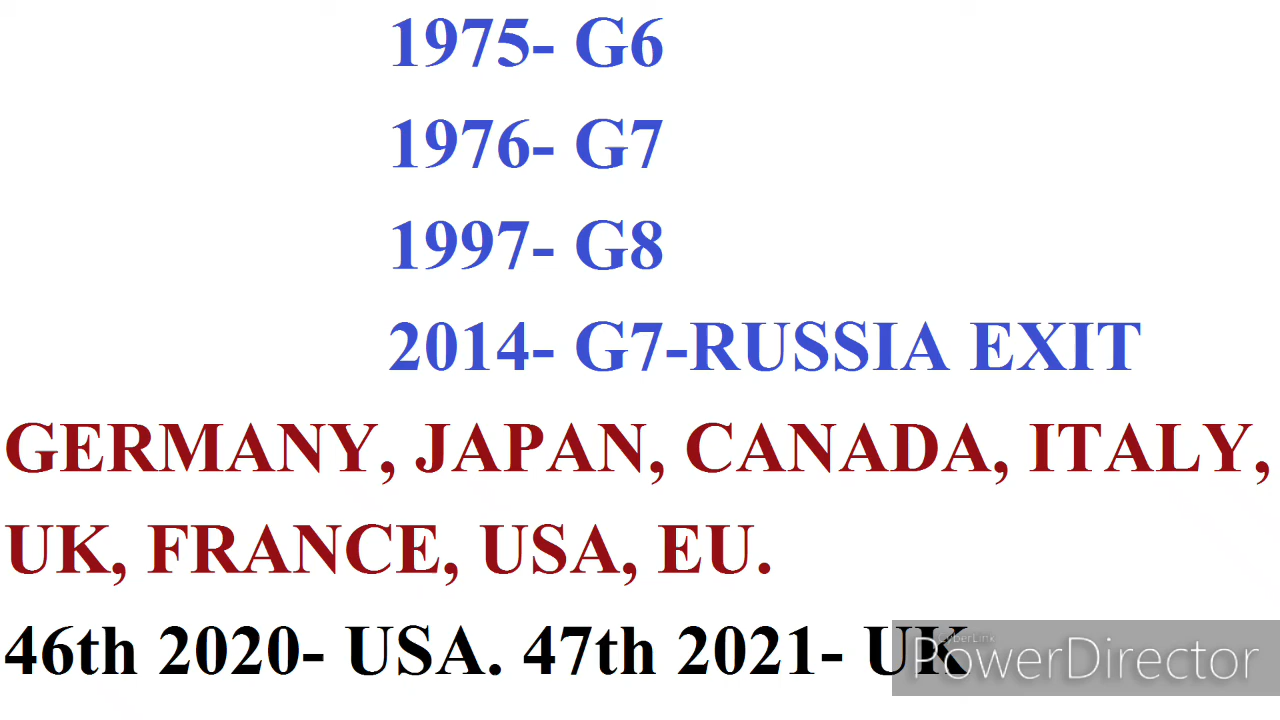 1975- G6
1976- G7
1997- G8
2014- G7-RUSSIA EXIT
GERMANY, JAPAN, CANADA, ITALY,
UK, FRANCE, USA, EU.
46th 2020- USA. 47th 2021- UK
CyberLink
PowerDirector